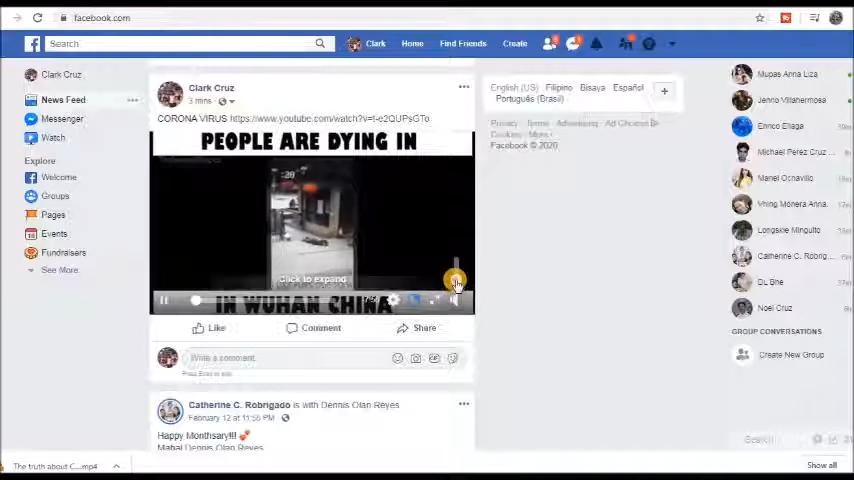 facebook.com
Search
Clark
Home
Find Friends
Create
Clark Cruz
News Feed
Messenger
Watch
Explore
Welcome
Groups
Pages
Events
Fundraisers
See More
Clark Cruz
3 mins
CORONA VIRUS https://www.youtube.com/watch?v=t-e2QUPsGTo
PEOPLE ARE DYING IN
Click to expand
IN WUHAN CHINA
Like
Comment
Share
Write a comment.
Press Enter to post.
Catherine C. Robrigado is with Dennis Olan Reyes
February 12 at 11:56 PM
Happy Monthsary!!! 💕
Mahal Dennis Olan Reyes
English (US) Filipino Bisaya Español
Português (Brasil)
Privacy Terms Advertising Ad Choices
Cookies More
Facebook © 2020
Mupas Anna Liza
Jenno Villahermosa
Enrico Eliaga
Michael Perez Cruz ...
Manel Ocnavillo
Vhing Monera Anna.
Longskie Minguito
Catherine C. Robrig...
DL Bhe
Noel Cruz
GROUP CONVERSATIONS
Create New Group
Search
The truth about C....mp4
Show all